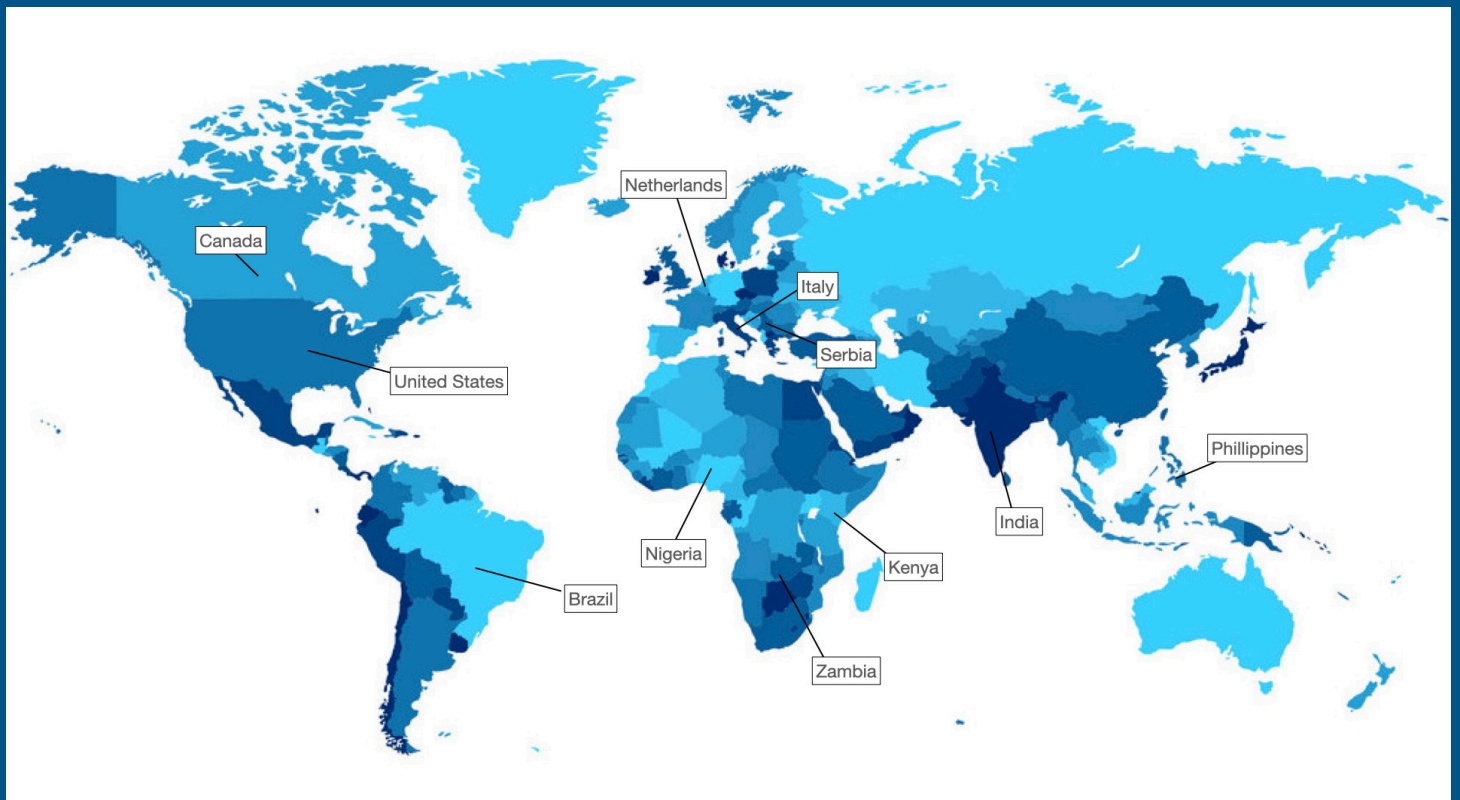 Netherlands
Canada
Italy
Serbia
United States
Phillippines
India
Nigeria
Kenya
Brazil
Zambia